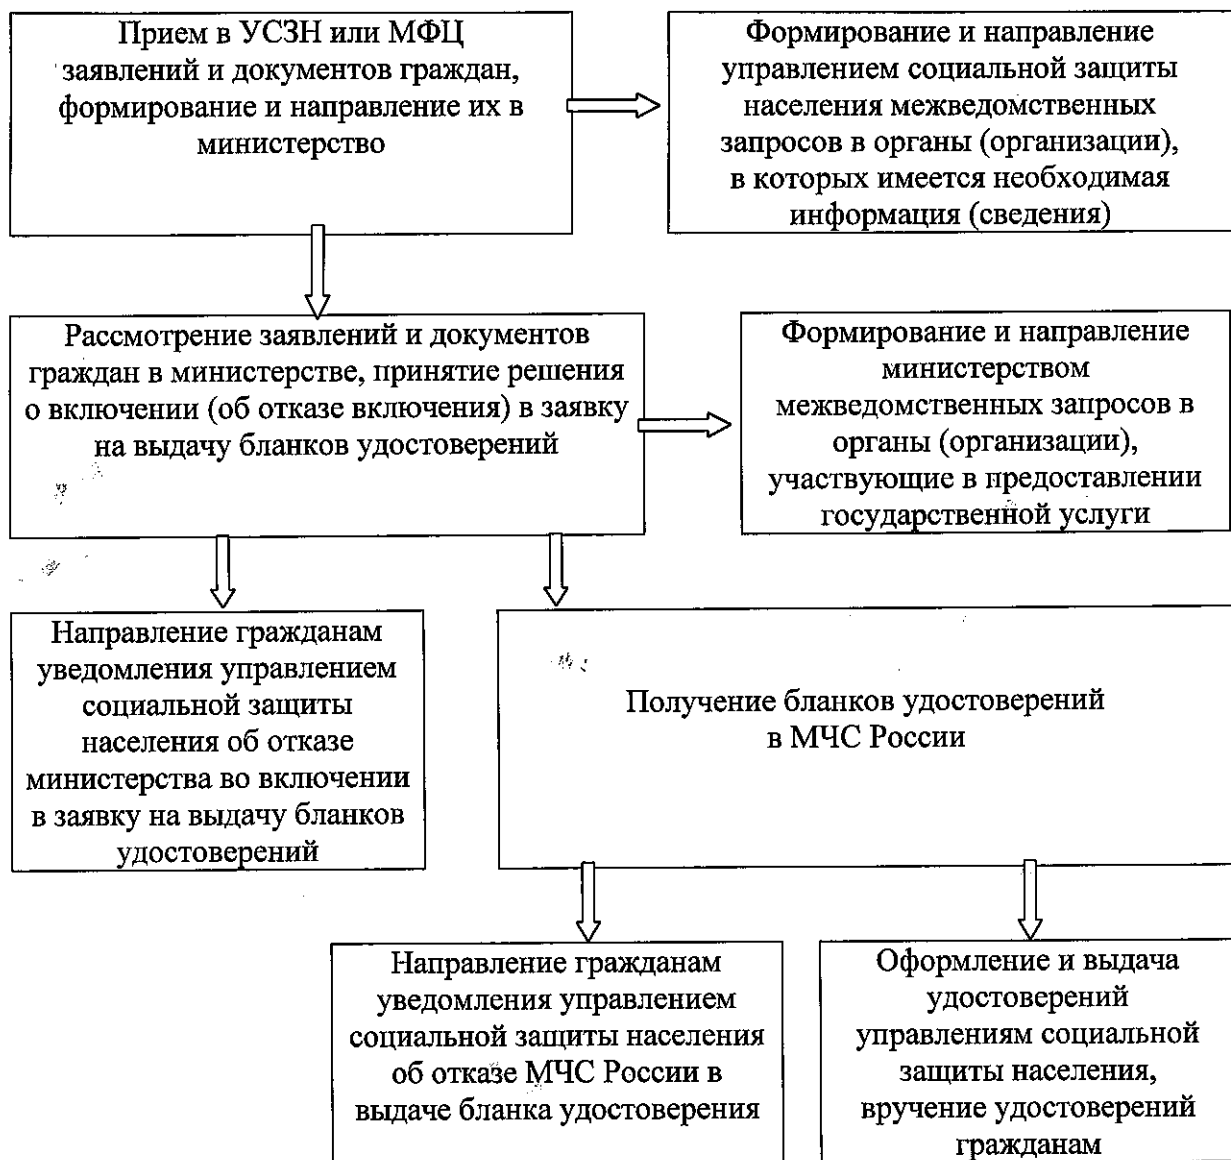 Прием в УСЗН или МФЦ
заявлений и документов граждан,
формирование и направление их в
министерство
Формирование и направление
управлением социальной защиты
населения межведомственных
запросов в органы (организации),
в которых имеется необходимая
информация (сведения)
Рассмотрение заявлений и документов
граждан в министерстве, принятие решения
о включении (об отказе включения) в заявку
на выдачу бланков удостоверений
Формирование и направление
министерством
межведомственных запросов в
органы (организации),
участвующие в предоставлении
государственной услуги
Направление гражданам
уведомления управлением
социальной защиты
населения об отказе
министерства во включении
в заявку на выдачу бланков
удостоверений
Получение бланков удостоверений
в МЧС России
Направление гражданам
уведомления управлением
социальной защиты населения
об отказе МЧС России в
выдаче бланка удостоверения
Оформление и выдача
удостоверений
управлениям социальной
защиты населения,
вручение удостоверений
гражданам